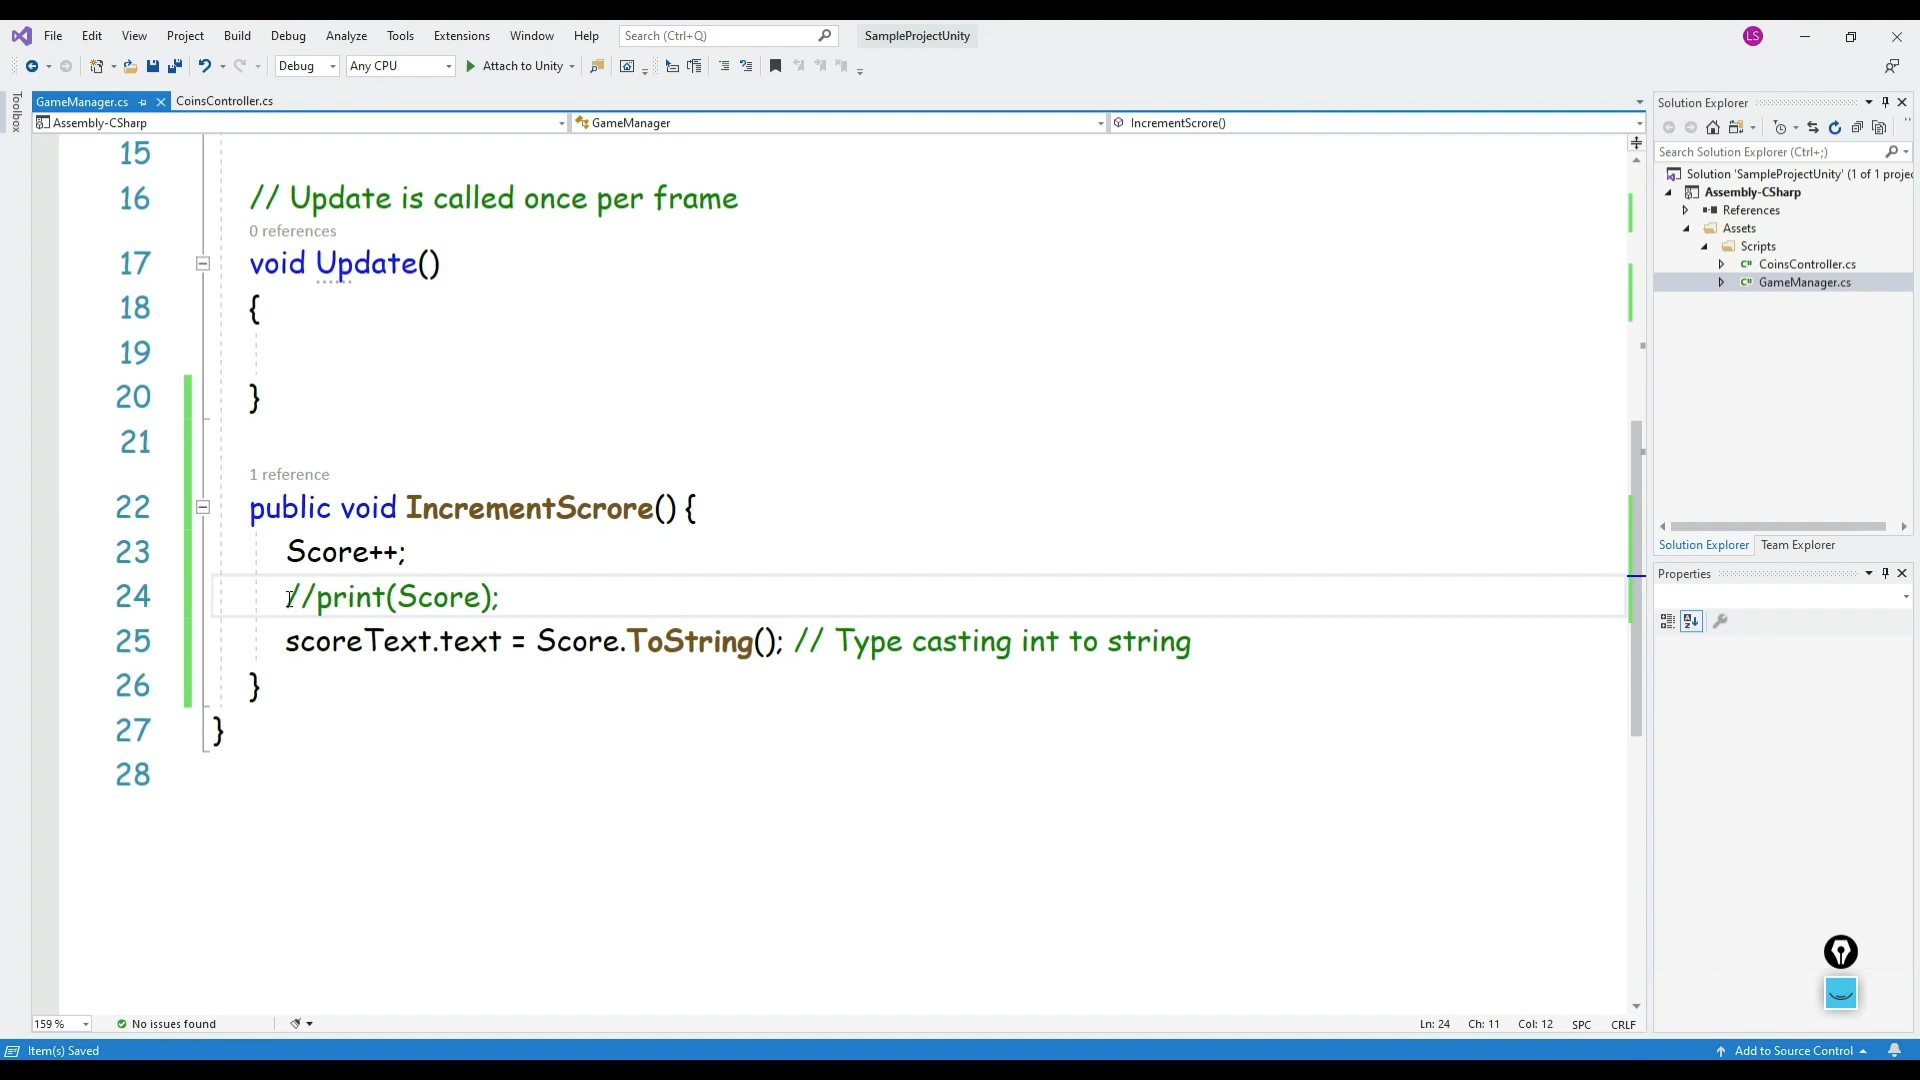 File Edit View Project Build Debug Analyze Tools Extensions Window Help Search (Ctrl+Q) SampleProjectUnity LS
Debug Any CPU Attach to Unity
Toolbox
GameManager.cs CoinsController.cs
Assembly-CSharp GameManager IncrementScrore()
15
16 // Update is called once per frame
0 references
17 void Update()
18 {
19
20 }
21
1 reference
22 public void IncrementScrore() {
23 Score++;
24 //print(Score);
25 scoreText.text = Score.ToString(); // Type casting int to string
26 }
27 }
28
159 % No issues found Ln: 24 Ch: 11 Col: 12 SPC CRLF
Solution Explorer
Search Solution Explorer (Ctrl+;)
Solution 'SampleProjectUnity' (1 of 1 projec
Assembly-CSharp
References
Assets
Scripts
C# CoinsController.cs
C# GameManager.cs
Solution Explorer Team Explorer
Properties
Item(s) Saved Add to Source Control